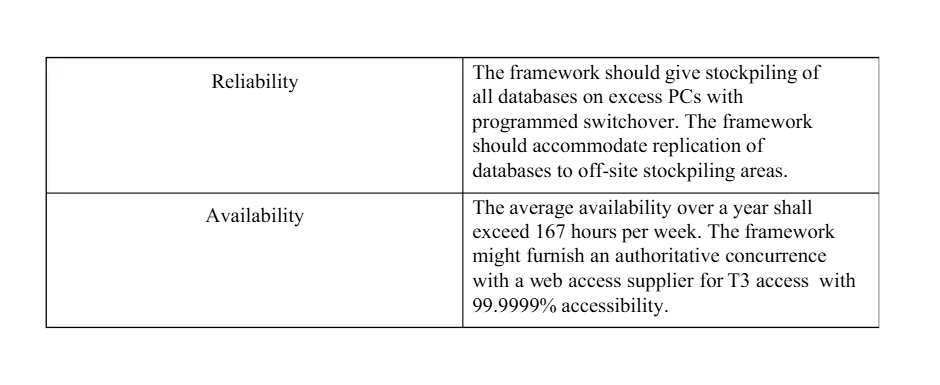 Reliability
The framework should give stockpiling of
all databases on excess PCs with
programmed switchover. The framework
should accommodate replication of
databases to off-site stockpiling areas.
Availability
The average availability over a year shall
exceed 167 hours per week. The framework
might furnish an authoritative concurrence
with a web access supplier for T3 access  with
99.9999% accessibility.